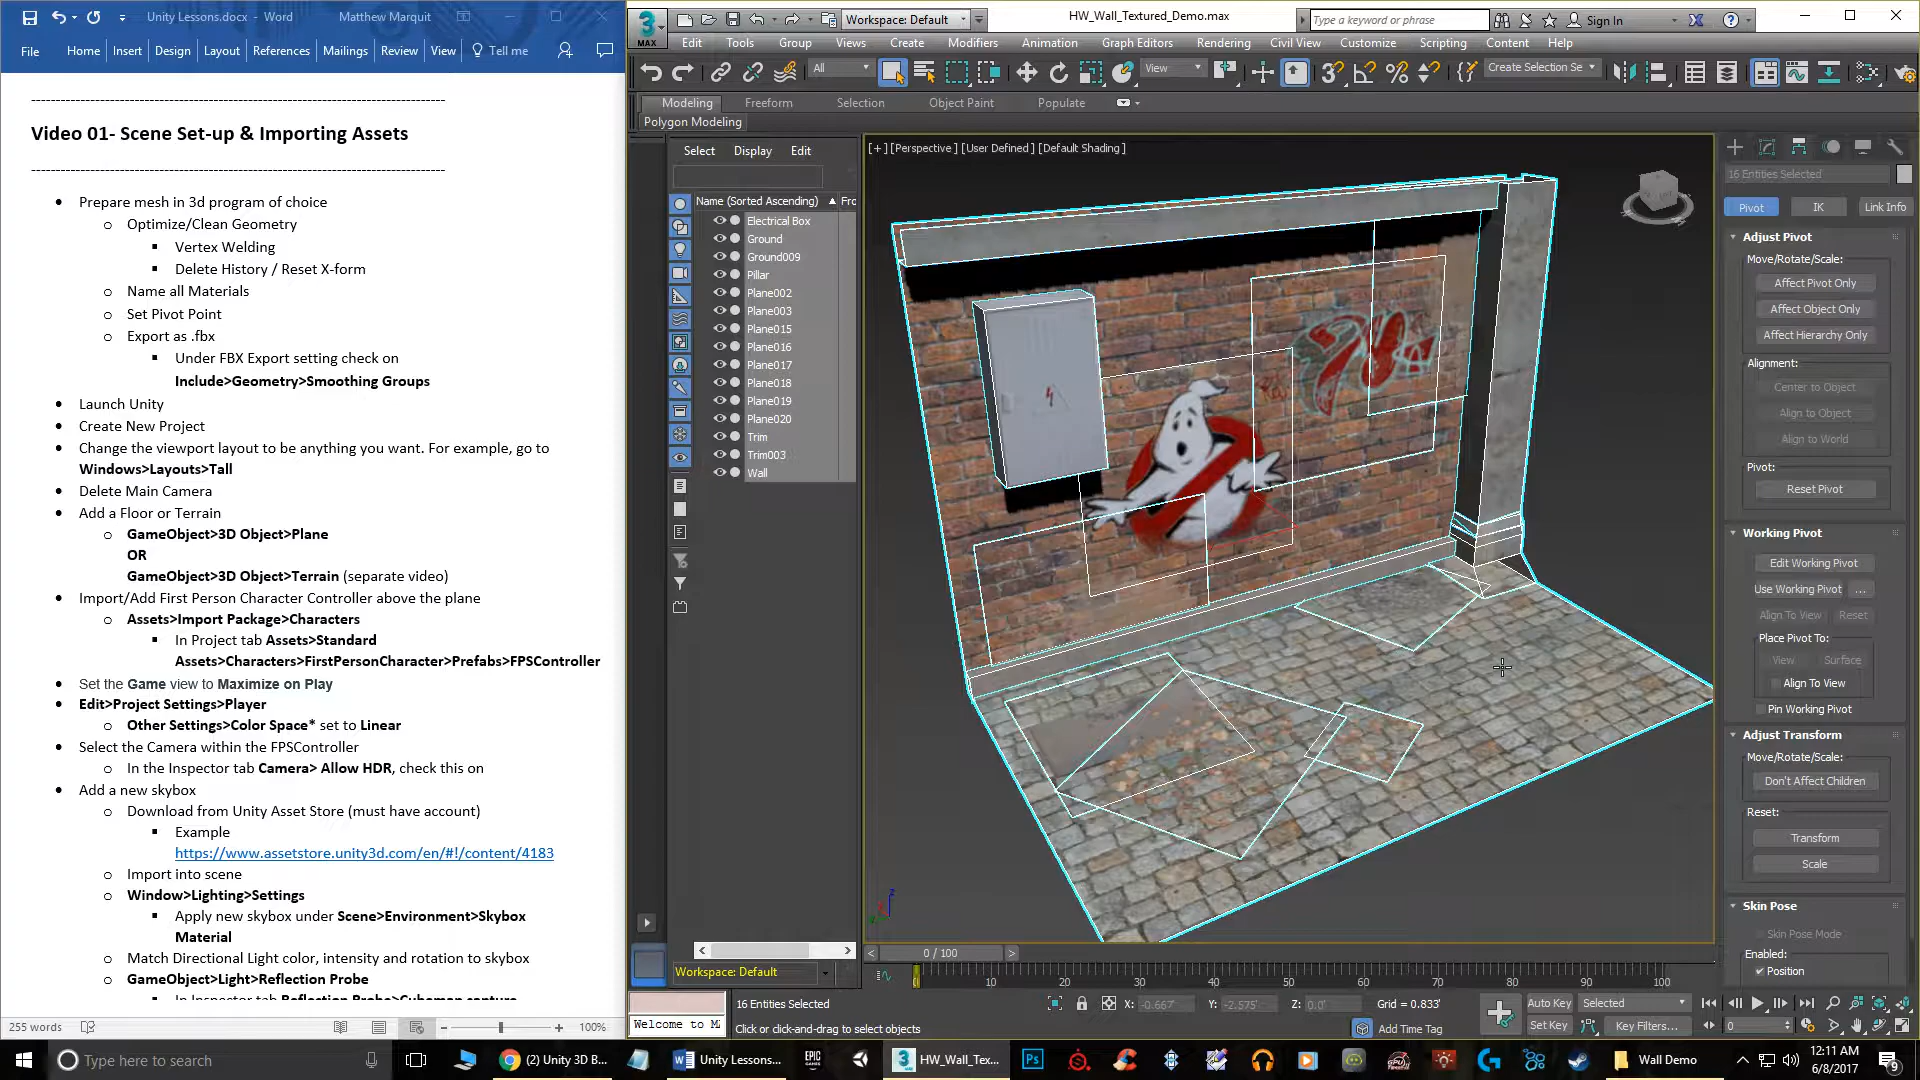 Unity Lessons.docx - Word
Matthew Marquit
File Home Insert Design Layout References Mailings Review View Tell me
Video 01- Scene Set-up & Importing Assets
• Prepare mesh in 3d program of choice
o Optimize/Clean Geometry
▪ Vertex Welding
▪ Delete History / Reset X-form
o Name all Materials
o Set Pivot Point
o Export as .fbx
▪ Under FBX Export setting check on
Include>Geometry>Smoothing Groups
• Launch Unity
• Create New Project
• Change the viewport layout to be anything you want. For example, go to
Windows>Layouts>Tall
• Delete Main Camera
• Add a Floor or Terrain
o GameObject>3D Object>Plane
OR
GameObject>3D Object>Terrain (separate video)
• Import/Add First Person Character Controller above the plane
o Assets>Import Package>Characters
▪ In Project tab Assets>Standard
Assets>Characters>FirstPersonCharacter>Prefabs>FPSController
• Set the Game view to Maximize on Play
• Edit>Project Settings>Player
o Other Settings>Color Space* set to Linear
• Select the Camera within the FPSController
o In the Inspector tab Camera> Allow HDR, check this on
• Add a new skybox
o Download from Unity Asset Store (must have account)
▪ Example
https://www.assetstore.unity3d.com/en/#!/content/4183
o Import into scene
o Window>Lighting>Settings
▪ Apply new skybox under Scene>Environment>Skybox
Material
o Match Directional Light color, intensity and rotation to skybox
o GameObject>Light>Reflection Probe
▪ In Inspector tab Reflection Probe>Cubemap capture
255 words
100%
3
MAX
Workspace: Default
HW_Wall_Textured_Demo.max
Type a keyword or phrase
Sign In
Edit Tools Group Views Create Modifiers Animation Graph Editors Rendering Civil View Customize Scripting Content Help
All
View
Create Selection Se
Modeling Freeform Selection Object Paint Populate
Polygon Modeling
Select Display Edit
Name (Sorted Ascending) Fro
Electrical Box
Ground
Ground009
Pillar
Plane002
Plane003
Plane015
Plane016
Plane017
Plane018
Plane019
Plane020
Trim
Trim003
Wall
[+] [Perspective ] [User Defined ] [Default Shading ]
16 Entities Selected
Pivot IK Link Info
Adjust Pivot
Move/Rotate/Scale:
Affect Pivot Only
Affect Object Only
Affect Hierarchy Only
Alignment:
Center to Object
Align to Object
Align to World
Pivot:
Reset Pivot
Working Pivot
Edit Working Pivot
Use Working Pivot ...
Align To View Reset
Place Pivot To:
View Surface
Align To View
Pin Working Pivot
Adjust Transform
Move/Rotate/Scale:
Don't Affect Children
Reset:
Transform
Scale
Skin Pose
Skin Pose Mode
Enabled:
Position
0 / 100
Workspace: Default
10 20 30 40 50 60 70 80 90 100
16 Entities Selected
X: -0.667' Y: -2.575' Z: 0.0' Grid = 0.833'
Auto Key Selected
Welcome to M
Click or click-and-drag to select objects
Add Time Tag
Set Key Key Filters...
0
Type here to search
(2) Unity 3D B...
Unity Lessons...
EPIC
GAMES
HW_Wall_Tex...
Ps
Wall Demo
12:11 AM
6/8/2017
9